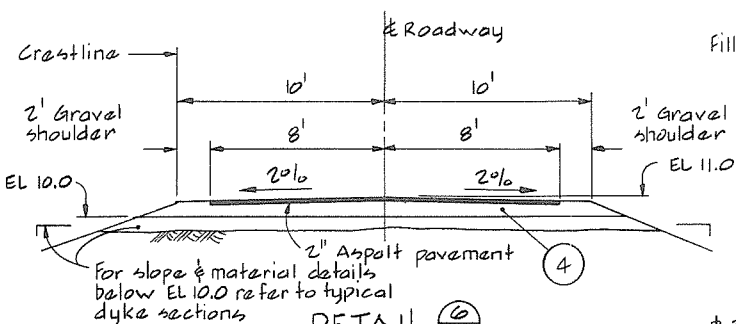 ℄ Roadway
Fill
Crestline
10'
10'
2' Gravel
shoulder
8'
8'
2' Gravel
shoulder
EL 10.0
2%
2%
EL 11.0
2" Aspalt pavement
4
For slope & material details
below EL 10.0 refer to typical
dyke sections
DETAIL 6